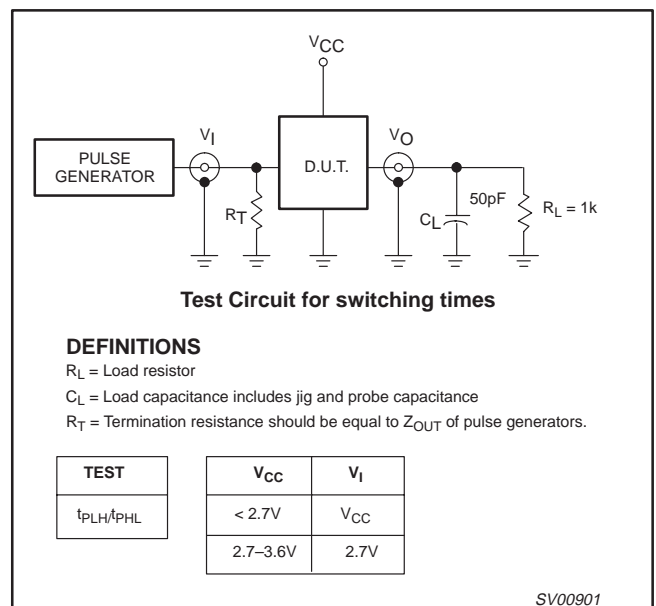 VCC
VI
VO
PULSE
GENERATOR
D.U.T.
RT
50pF
CL
RL = 1k
Test Circuit for switching times
DEFINITIONS
RL = Load resistor
CL = Load capacitance includes jig and probe capacitance
RT = Termination resistance should be equal to ZOUT of pulse generators.
TEST
tPLH/tPHL
VCC VI
< 2.7V VCC
2.7–3.6V 2.7V
SV00901